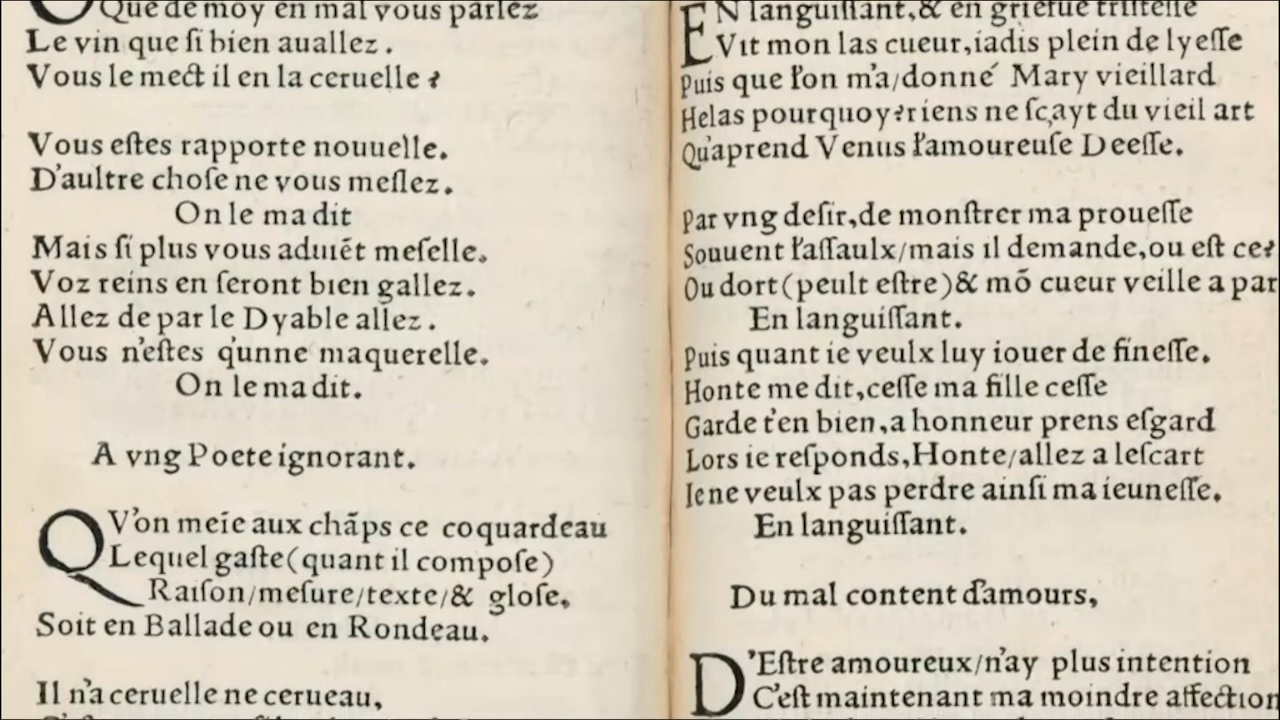 Que de moy en mal vous parlez
Le vin que ſi bien auallez.
Vous le mect il en la ceruelle ?

Vous eſtes rapporte nouuelle.
D'aultre choſe ne vous meſlez.
On le ma dit
Mais ſi plus vous aduiēt meſelle.
Voz reins en ſeront bien gallez.
Allez de par le Dyable allez.
Vous n'eſtes q'unne maquerelle.
On le ma dit.

A vng Poete ignorant.

QV'on meie aux chāps ce coquardeau
Lequel gaſte (quant il compoſe)
Raiſon/meſure/texte/& gloſe.
Soit en Ballade ou en Rondeau.

Il n'a ceruelle ne cerueau,

EN languiſſant, & en griefue triſteſſe
Vit mon las cueur, iadis plein de lyeſſe
Puis que l'on m'a/donné Mary vieillard
Helas pourquoy? riens ne ſçayt du vieil art
Qu'aprend Venus l'amoureuſe Deeſſe.

Par vng deſir, de monſtrer ma proueſſe
Souuent l'aſſaulx/mais il demande, ou eſt ce?
Ou dort (peult eſtre) & mō cueur veille a par
En languiſſant.
Puis quant ie veulx luy iouer de fineſſe.
Honte me dit, ceſſe ma fille ceſſe
Garde t'en bien, a honneur prens eſgard
Lors ie reſponds, Honte/allez a leſcart
Ie ne veulx pas perdre ainſi ma ieuneſſe.
En languiſſant.

Du mal content d'amours,

D'Eſtre amoureux/n'ay plus intention
C'eſt maintenant ma moindre affection